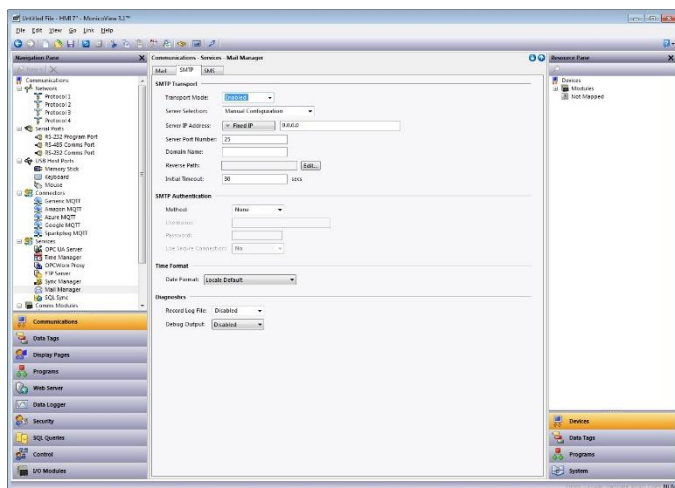 Untitled File - HMI 7" - MonicoView 3.1™
File Edit View Go Link Help
Navigation Pane
Communications
Network
Protocol 1
Protocol 2
Protocol 3
Protocol 4
Serial Ports
RS-232 Program Port
RS-485 Comms Port
RS-232 Comms Port
USB Host Ports
Memory Stick
Keyboard
Mouse
Connectors
Generic MQTT
Amazon MQTT
Azure MQTT
Google MQTT
Sparkplug MQTT
Services
OPC UA Server
Time Manager
OPCWorx Proxy
FTP Server
Sync Manager
Mail Manager
SQL Sync
Comms Modules
Communications
Data Tags
Display Pages
Programs
Web Server
Data Logger
Security
SQL Queries
Control
I/O Modules
Communications - Services - Mail Manager
Mail SMTP SMS
SMTP Transport
Transport Mode: Enabled
Server Selection: Manual Configuration
Server IP Address: Fixed IP 0.0.0.0
Server Port Number: 25
Domain Name:
Reverse Path: Edit...
Initial Timeout: 30 secs
SMTP Authentication
Method: None
Username:
Password:
Use Secure Connection: No
Time Format
Date Format: Locale Default
Diagnostics
Record Log File: Disabled
Debug Output: Disabled
Resource Pane
Devices
Modules
Not Mapped
Devices
Data Tags
Programs
System